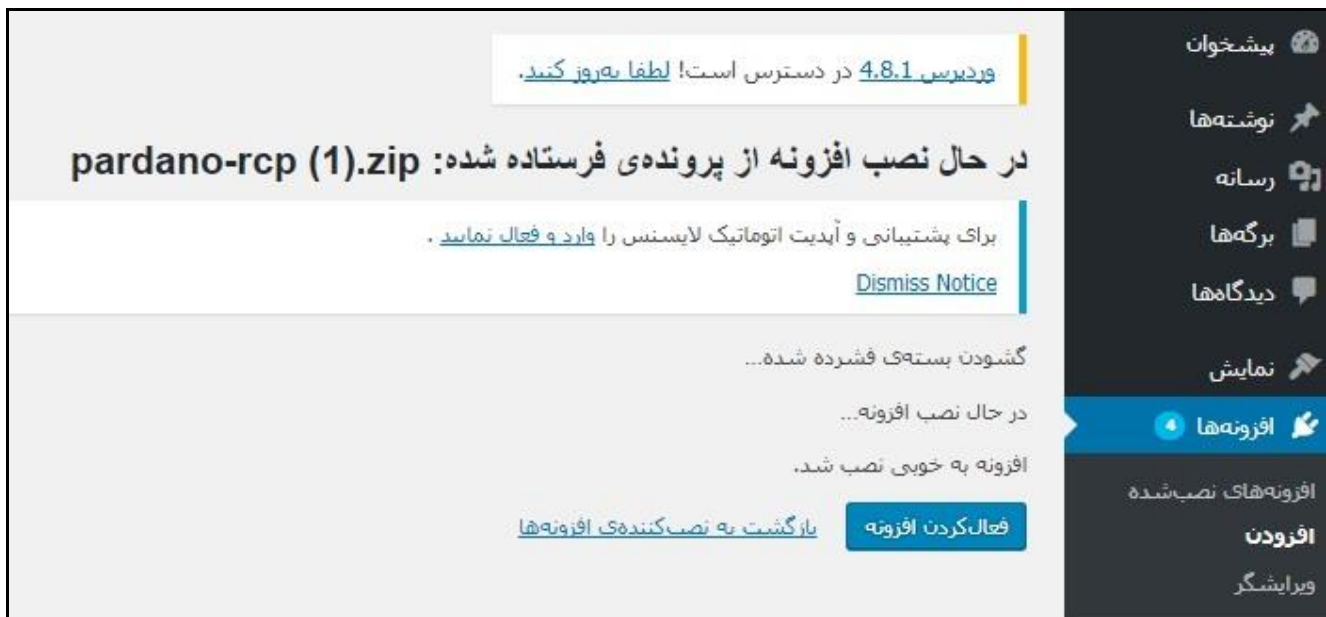 پیشخوان
نوشته‌ها
رسانه
برگه‌ها
دیدگاه‌ها
نمایش
افزونه‌ها 4
افزونه‌های نصب‌شده
افزودن
ویرایشگر
وردپرس 4.8.1 در دسترس است! لطفا به‌روز کنید.
در حال نصب افزونه از پرونده‌ی فرستاده شده: pardano-rcp (1).zip
برای پشتیبانی و آپدیت اتوماتیک لایسنس را وارد و فعال نمایید .
Dismiss Notice
گشودن بسته‌ی فشرده شده...
در حال نصب افزونه...
افزونه به خوبی نصب شد.
فعال‌کردن افزونه بازگشت به نصب‌کننده‌ی افزونه‌ها